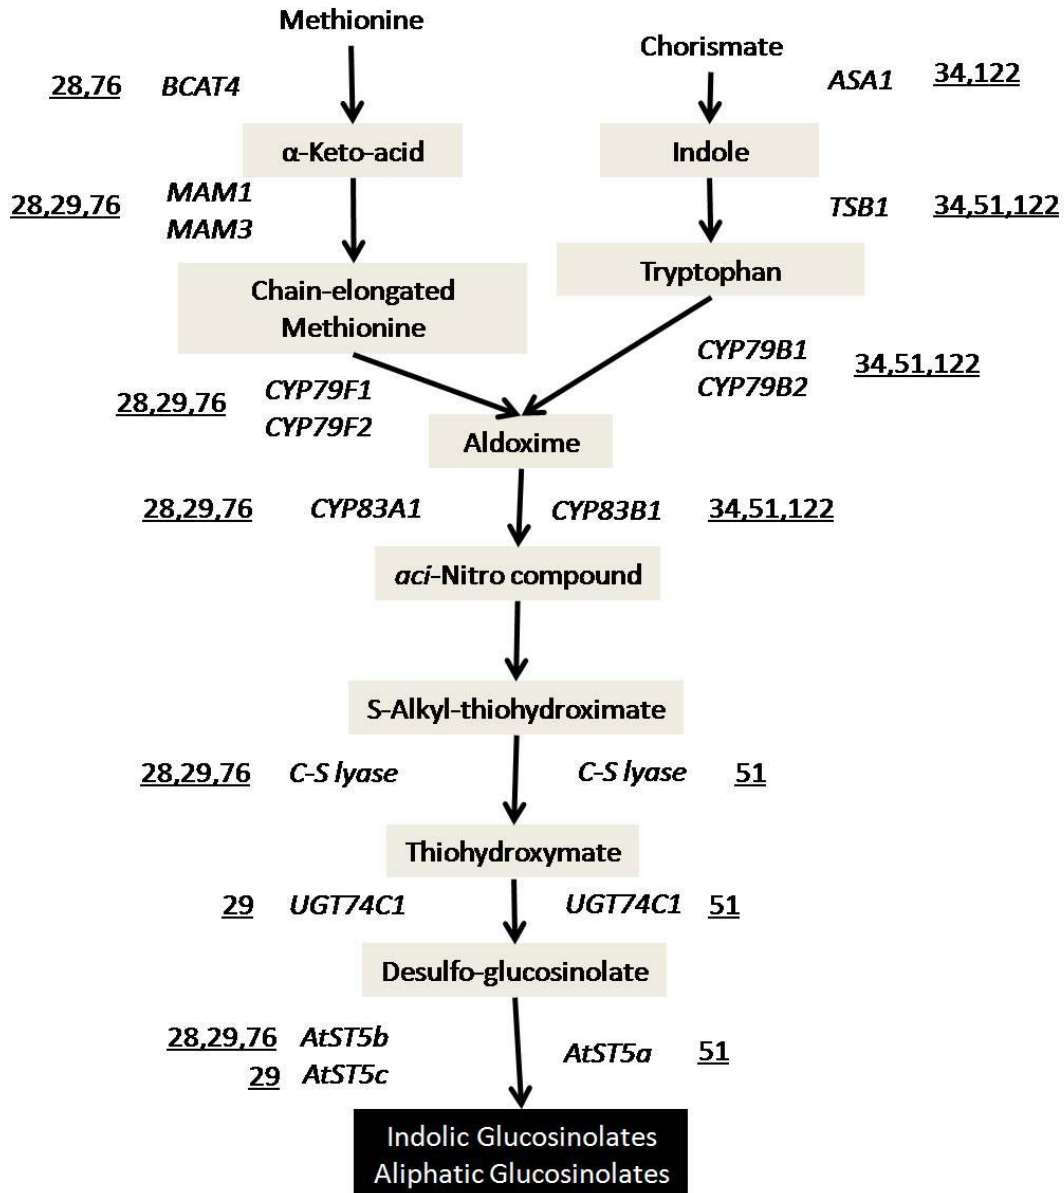 Methionine
Chorismate
28,76 BCAT4
ASA1 34,122
α-Keto-acid
Indole
28,29,76 MAM1
MAM3
TSB1 34,51,122
Chain-elongated
Methionine
Tryptophan
28,29,76 CYP79F1
CYP79F2
CYP79B1
CYP79B2
34,51,122
Aldoxime
28,29,76 CYP83A1
CYP83B1 34,51,122
aci-Nitro compound
S-Alkyl-thiohydroximate
28,29,76 C-S lyase
C-S lyase 51
Thiohydroxymate
29 UGT74C1
UGT74C1 51
Desulfo-glucosinolate
28,29,76 AtST5b
29 AtST5c
AtST5a 51
Indolic Glucosinolates
Aliphatic Glucosinolates